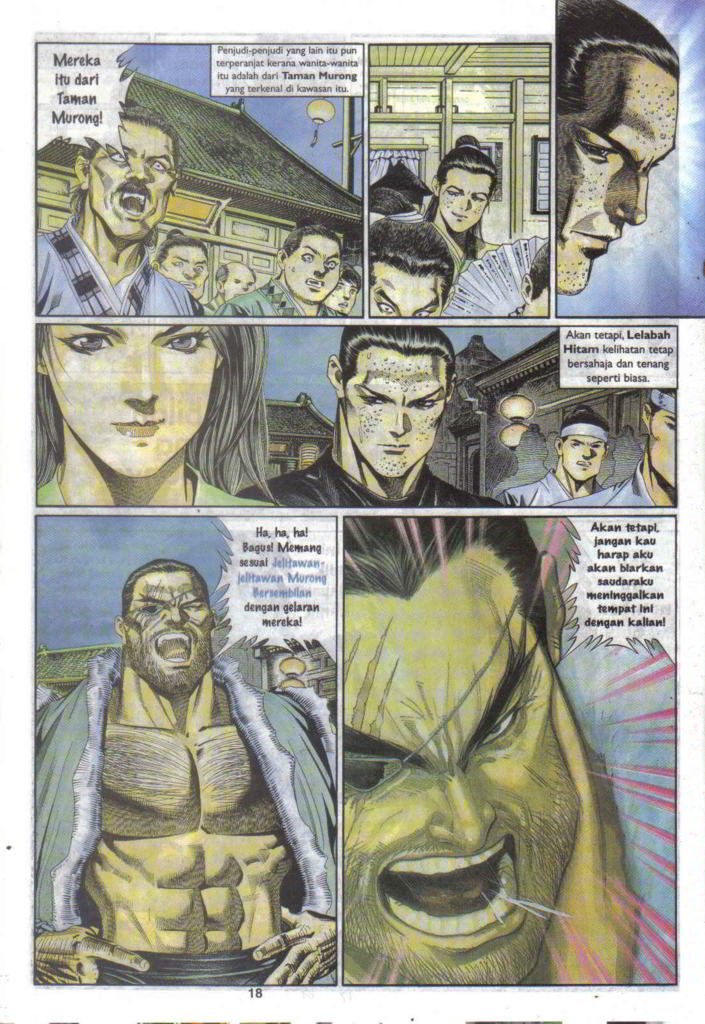 Mereka
itu dari
Taman
Murong!
Penjudi-penjudi yang lain itu pun
terperanjat kerana wanita-wanita
itu adalah dari Taman Murong
yang terkenal di kawasan itu.
Akan tetapi, Lelabah
Hitam kelihatan tetap
bersahaja dan tenang
seperti biasa.
Ha, ha, ha!
Bagus! Memang
sesuai Jelitawan-
jelitawan Murong
Bersembilan
dengan gelaran
mereka!
Akan tetapi,
jangan kau
harap aku
akan biarkan
saudaraku
meninggalkan
tempat ini
dengan kalian!
18